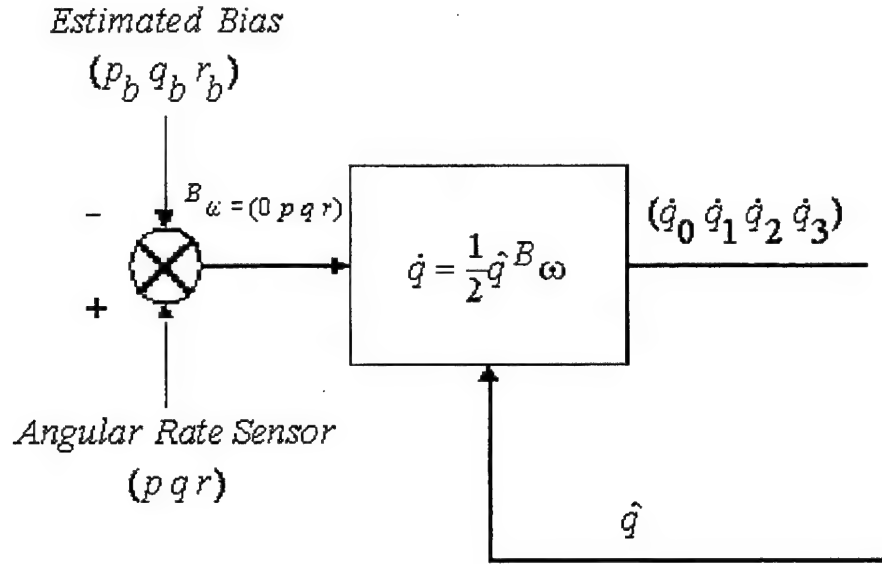 Estimated Bias
(p_b q_b r_b)
-
^B ω = (0 p q r)
(q̇_0 q̇_1 q̇_2 q̇_3)
q̇ = 1/2 q̂ ^B ω
+
Angular Rate Sensor
(p q r)
q̂